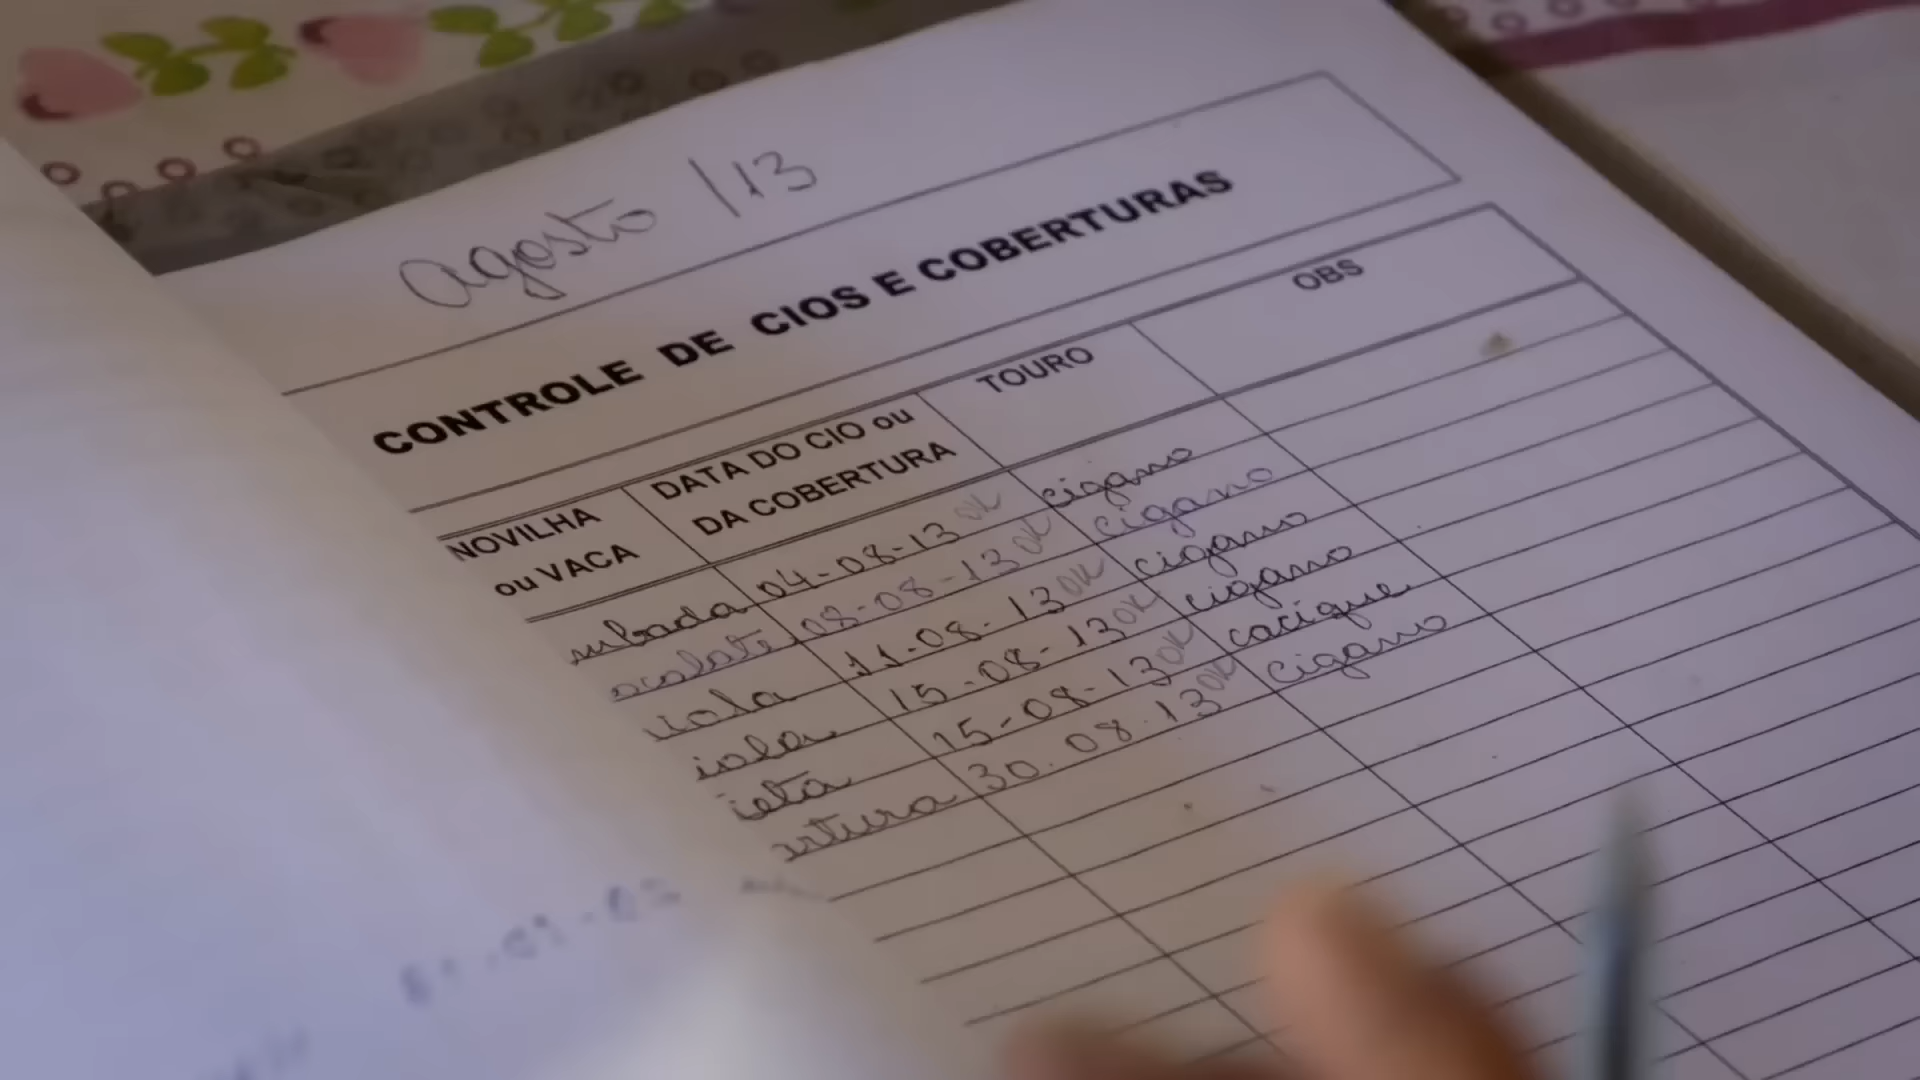 agosto /13
CONTROLE DE CIOS E COBERTURAS
NOVILHA ou VACA DATA DO CIO ou DA COBERTURA TOURO OBS
04-08-13 OK cigano
08-08-13 OK cigano
11-08-13 OK cigano
15-08-13 OK cigano
15-08-13 OK cacique
30.08.13 OK cigano